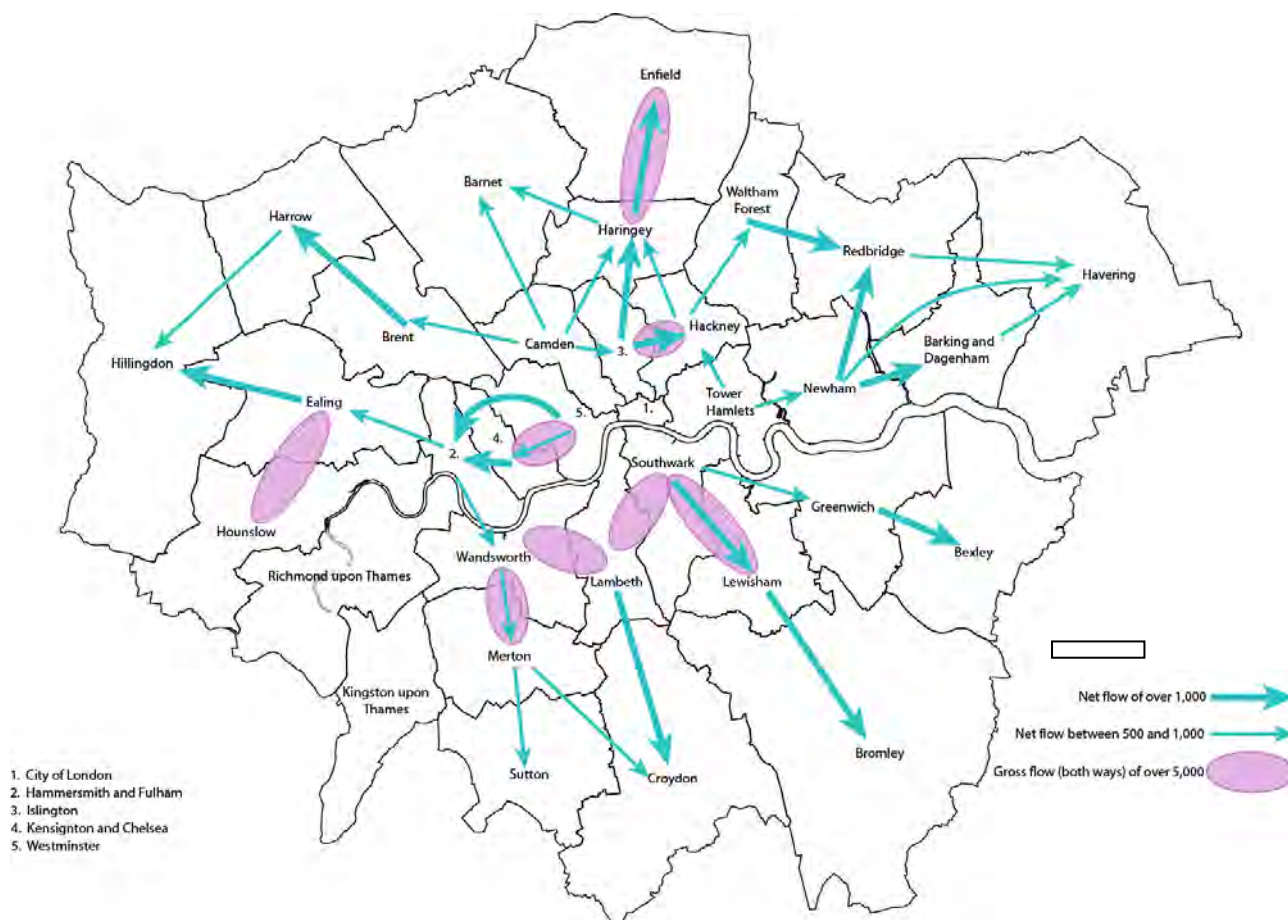 Enfield
Barnet
Waltham
Forest
Harrow
Haringey
Redbridge
Havering
Hackney
Brent
Camden
3.
Barking and
Dagenham
Hillingdon
Tower
Hamlets
Newham
Ealing
1.
5.
4.
2.
Southwark
Greenwich
Hounslow
Bexley
Wandsworth
Richmond upon Thames
Lambeth
Lewisham
Merton
Kingston upon
Thames
Net flow of over 1,000
Net flow between 500 and 1,000
Bromley
Sutton
Croydon
Gross flow (both ways) of over 5,000
1. City of London
2. Hammersmith and Fulham
3. Islington
4. Kensignton and Chelsea
5. Westminster